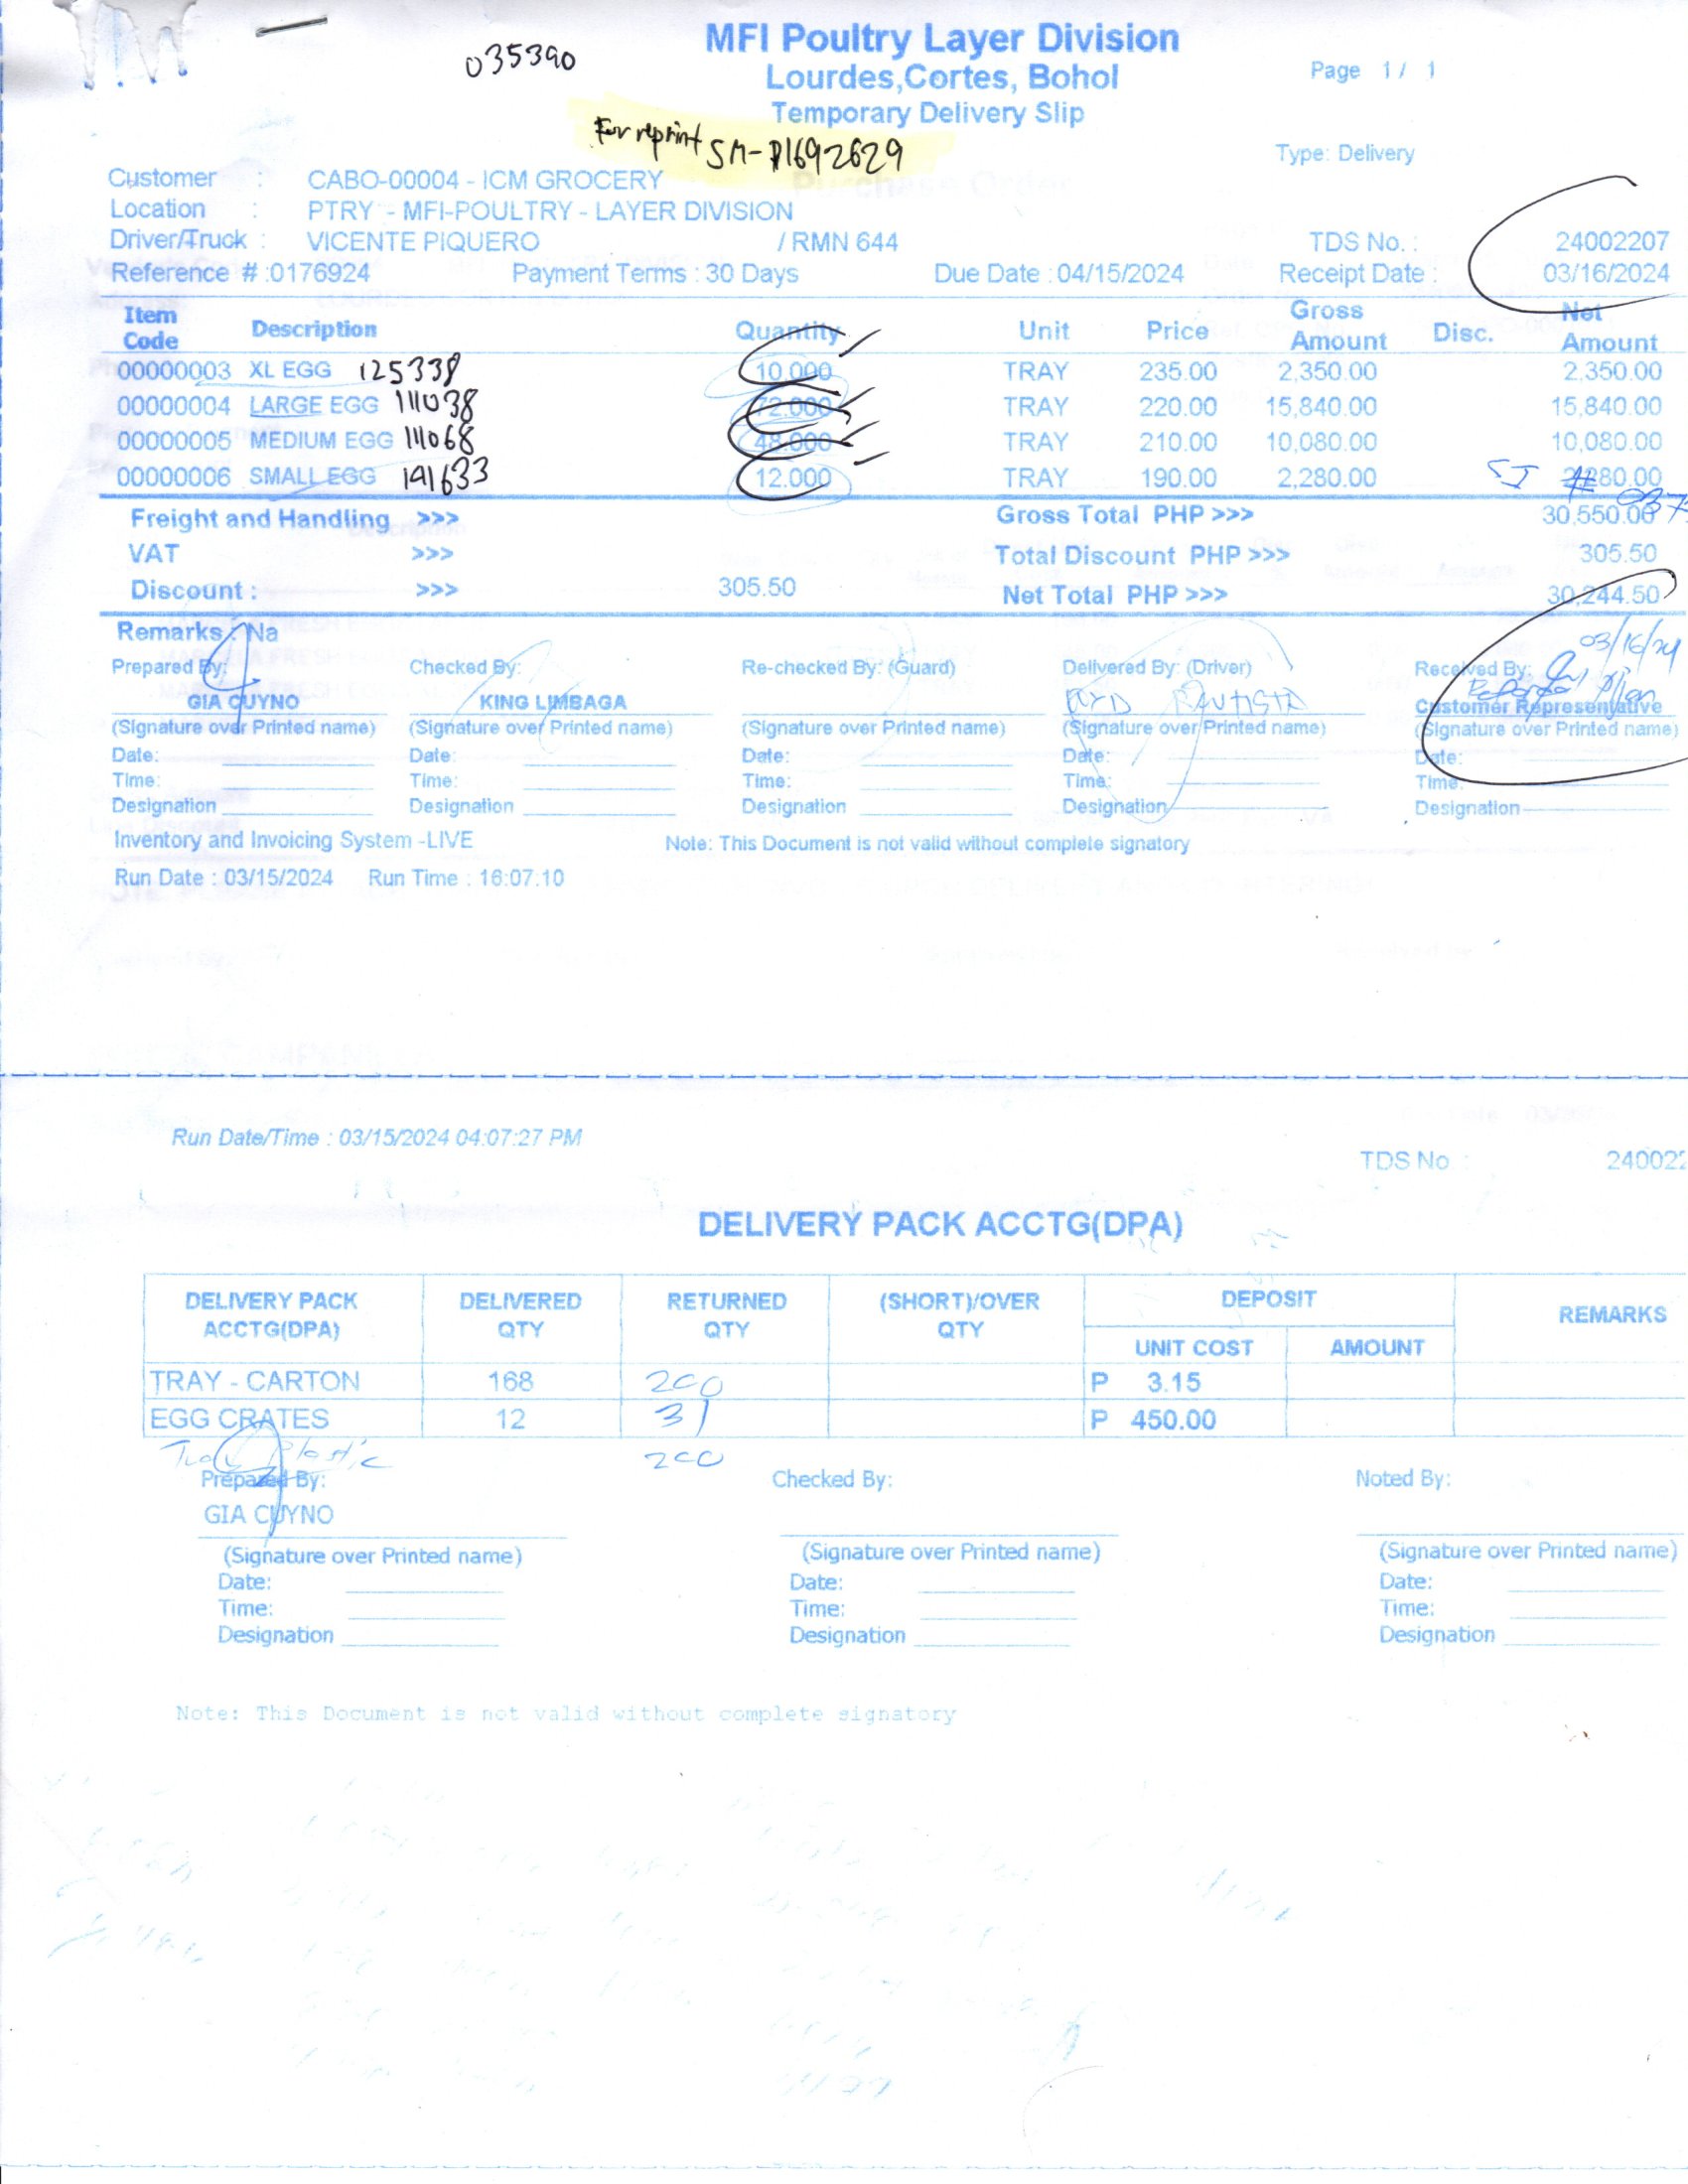 035390
MFI Poultry Layer Division
Lourdes,Cortes, Bohol
Page 1 / 1
Temporary Delivery Slip
For reprint SM-P1692629
Type: Delivery
Customer : CABO-00004 - ICM GROCERY
Location : PTRY - MFI-POULTRY - LAYER DIVISION
Driver/Truck : VICENTE PIQUERO / RMN 644 TDS No. : 24002207
Reference # :0176924 Payment Terms : 30 Days Due Date : 04/15/2024 Receipt Date : 03/16/2024
Item Code Description Quantity Unit Price Gross Amount Disc. Net Amount
00000003 XL EGG 125338 10.000 TRAY 235.00 2,350.00 2,350.00
00000004 LARGE EGG 111038 72.000 TRAY 220.00 15,840.00 15,840.00
00000005 MEDIUM EGG 111068 48.000 TRAY 210.00 10,080.00 10,080.00
00000006 SMALL EGG 191633 12.000 TRAY 190.00 2,280.00 2,280.00
SI #
Freight and Handling >>> Gross Total PHP >>> 30,550.00
VAT >>> Total Discount PHP >>> 305.50
Discount : >>> 305.50 Net Total PHP >>> 30,244.50
Remarks : Na
03/16/24
Prepared By: Checked By: Re-checked By: (Guard) Delivered By: (Driver) Received By:
GIA CUYNO KING LIMBAGA BAUTISTA Customer Representative
(Signature over Printed name) (Signature over Printed name) (Signature over Printed name) (Signature over Printed name) (Signature over Printed name)
Date: Date: Date: Date: Date:
Time: Time: Time: Time: Time:
Designation Designation Designation Designation Designation
Inventory and Invoicing System -LIVE Note: This Document is not valid without complete signatory
Run Date : 03/15/2024 Run Time : 16:07.10
Run Date/Time : 03/15/2024 04:07:27 PM
TDS No : 240022
DELIVERY PACK ACCTG(DPA)
DELIVERY PACK ACCTG(DPA) DELIVERED QTY RETURNED QTY (SHORT)/OVER QTY DEPOSIT REMARKS
UNIT COST AMOUNT
TRAY - CARTON 168 200 P 3.15
EGG CRATES 12 31 P 450.00
Tray Plastic 200
Prepared By: Checked By: Noted By:
GIA CUYNO
(Signature over Printed name) (Signature over Printed name) (Signature over Printed name)
Date: Date: Date:
Time: Time: Time:
Designation Designation Designation
Note: This Document is not valid without complete signatory